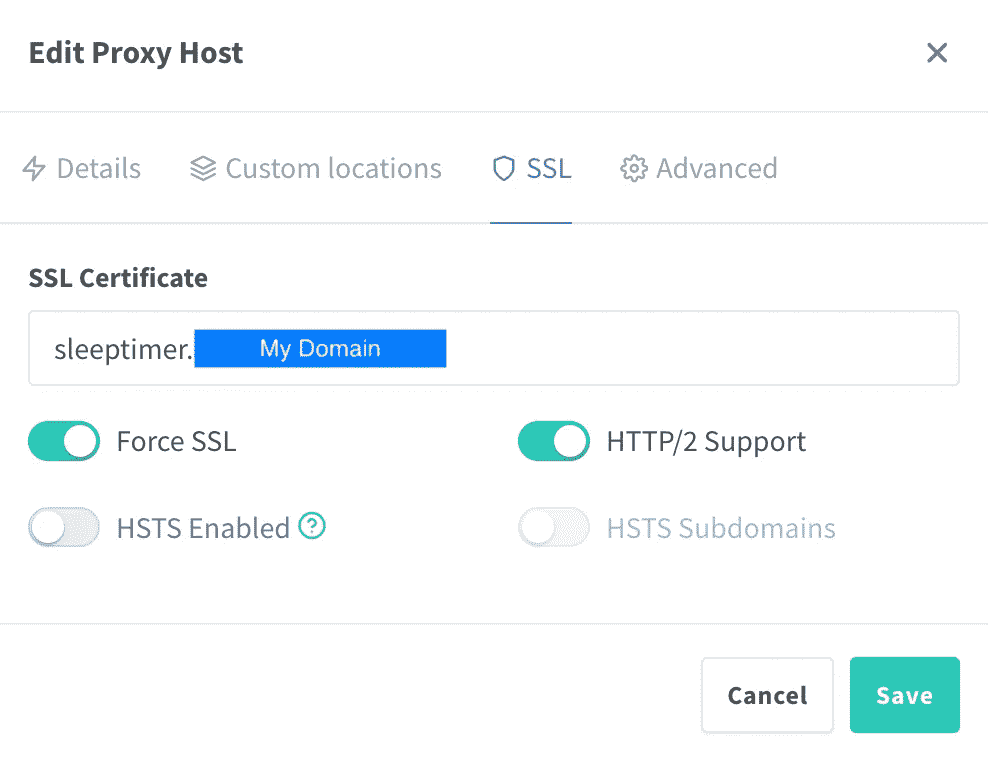 Edit Proxy Host
Details Custom locations SSL Advanced
SSL Certificate
sleeptimer. My Domain
Force SSL HTTP/2 Support
HSTS Enabled ? HSTS Subdomains
Cancel Save